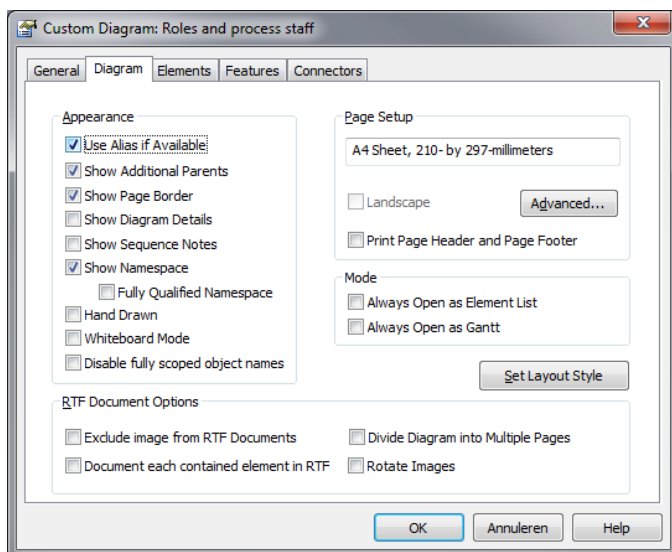 Custom Diagram: Roles and process staff
General Diagram Elements Features Connectors
Appearance
Use Alias if Available
Show Additional Parents
Show Page Border
Show Diagram Details
Show Sequence Notes
Show Namespace
Fully Qualified Namespace
Hand Drawn
Whiteboard Mode
Disable fully scoped object names
Page Setup
A4 Sheet, 210- by 297-millimeters
Landscape
Advanced...
Print Page Header and Page Footer
Mode
Always Open as Element List
Always Open as Gantt
Set Layout Style
RTF Document Options
Exclude image from RTF Documents
Divide Diagram into Multiple Pages
Document each contained element in RTF
Rotate Images
OK Annuleren Help